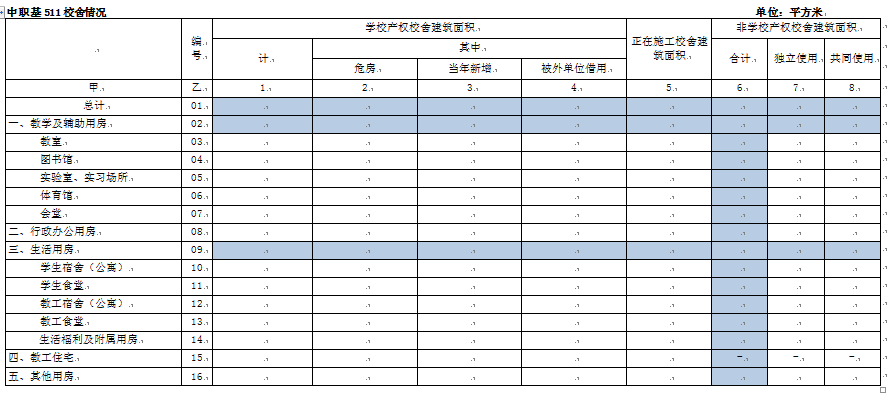 中职基511校舍情况 单位：平方米
编号 学校产权校舍建筑面积 正在施工校舍建筑面积 非学校产权校舍建筑面积
计 其中 合计 独立使用 共同使用
危房 当年新增 被外单位借用
甲 乙 1 2 3 4 5 6 7 8
总计 01
一、教学及辅助用房 02
教室 03
图书馆 04
实验室、实习场所 05
体育馆 06
会堂 07
二、行政办公用房 08
三、生活用房 09
学生宿舍（公寓） 10
学生食堂 11
教工宿舍（公寓） 12
教工食堂 13
生活福利及附属用房 14
四、教工住宅 15 － － －
五、其他用房 16